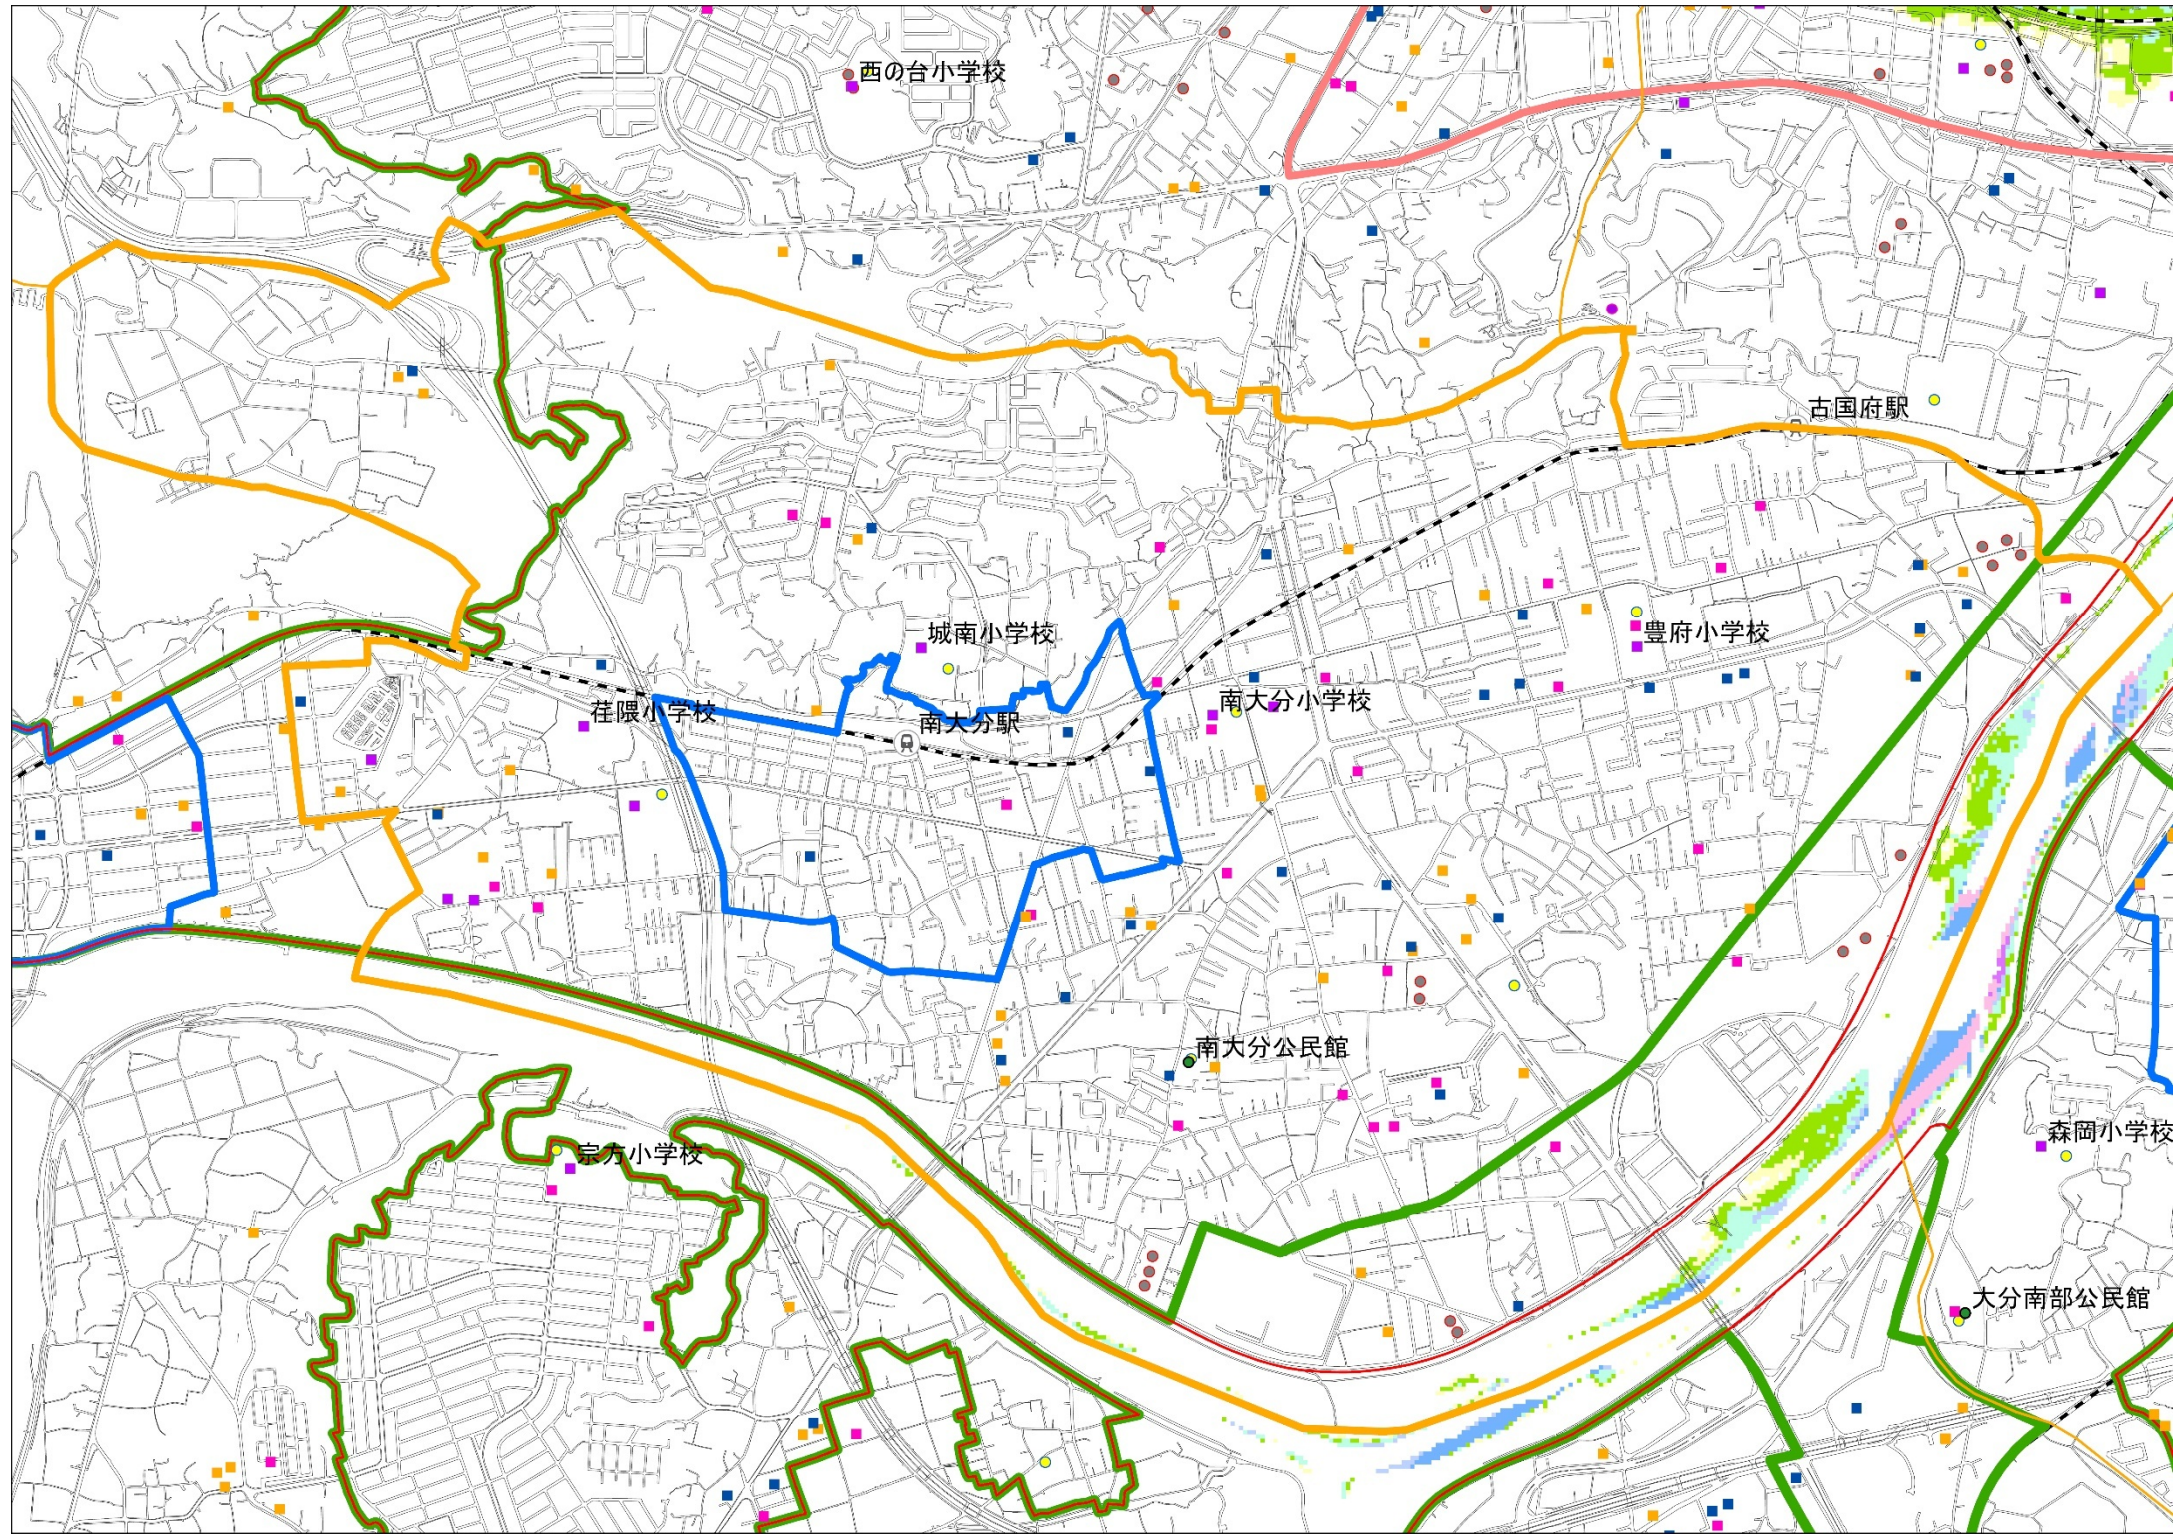 西の台小学校
古国府駅
城南小学校
豊府小学校
荏隈小学校
南大分小学校
南大分駅
南大分公民館
宗方小学校
森岡小学校
大分南部公民館